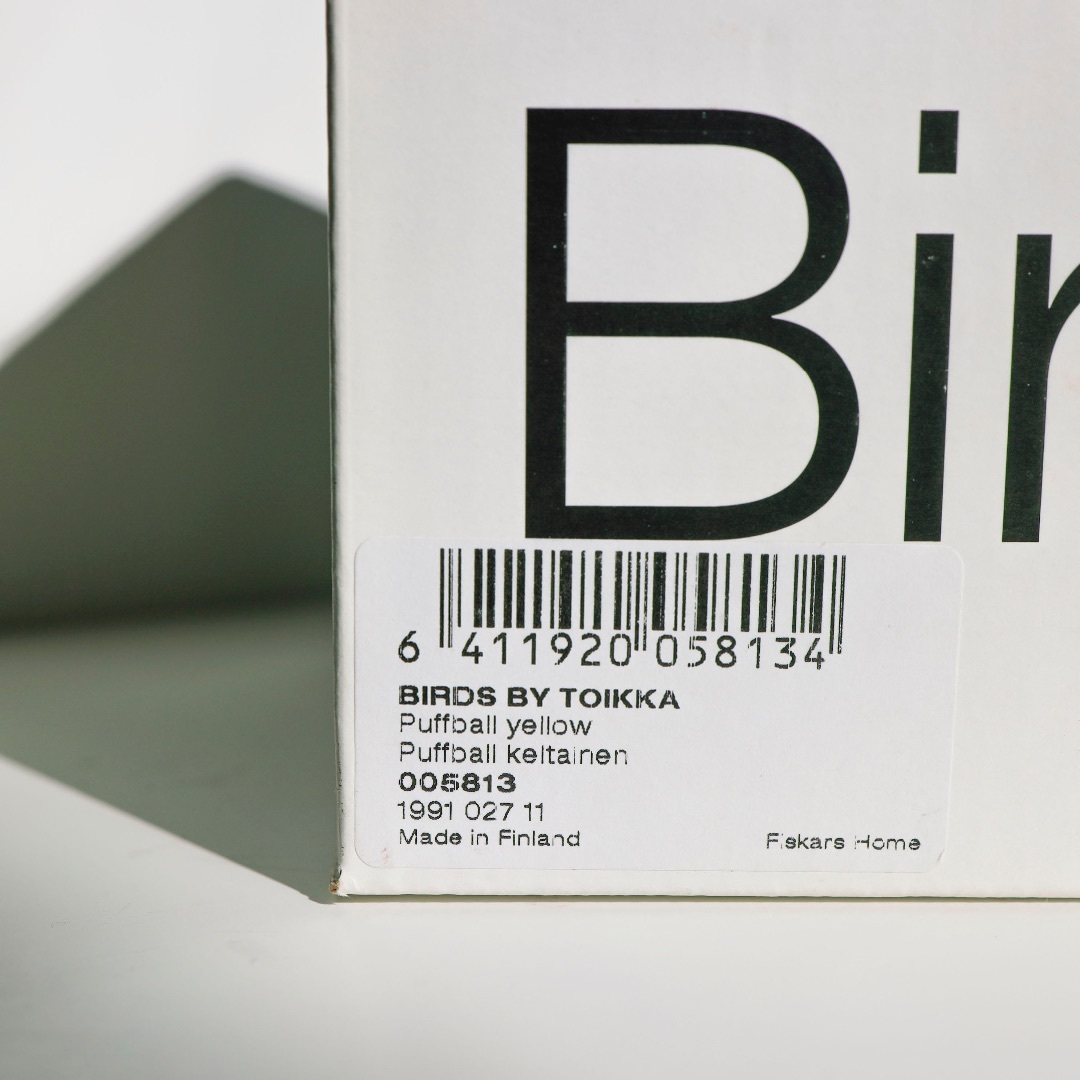 Bir
6 411920 058134
BIRDS BY TOIKKA
Puffball yellow
Puffball keltainen
005813
1991 027 11
Made in Finland
Fiskars Home